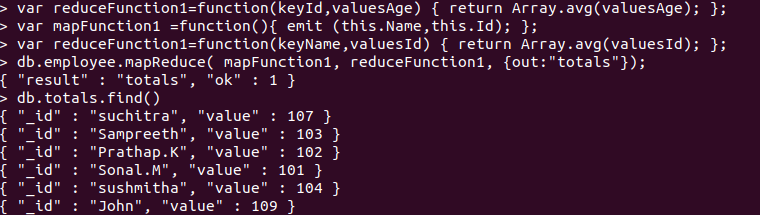 > var reduceFunction1=function(keyId,valuesAge) { return Array.avg(valuesAge); };
> var mapFunction1 =function(){ emit (this.Name,this.Id); };
> var reduceFunction1=function(keyName,valuesId) { return Array.avg(valuesId); };
> db.employee.mapReduce( mapFunction1, reduceFunction1, {out:"totals"});
{ "result" : "totals", "ok" : 1 }
> db.totals.find()
{ "_id" : "suchitra", "value" : 107 }
{ "_id" : "Sampreeth", "value" : 103 }
{ "_id" : "Prathap.K", "value" : 102 }
{ "_id" : "Sonal.M", "value" : 101 }
{ "_id" : "sushmitha", "value" : 104 }
{ "_id" : "John", "value" : 109 }